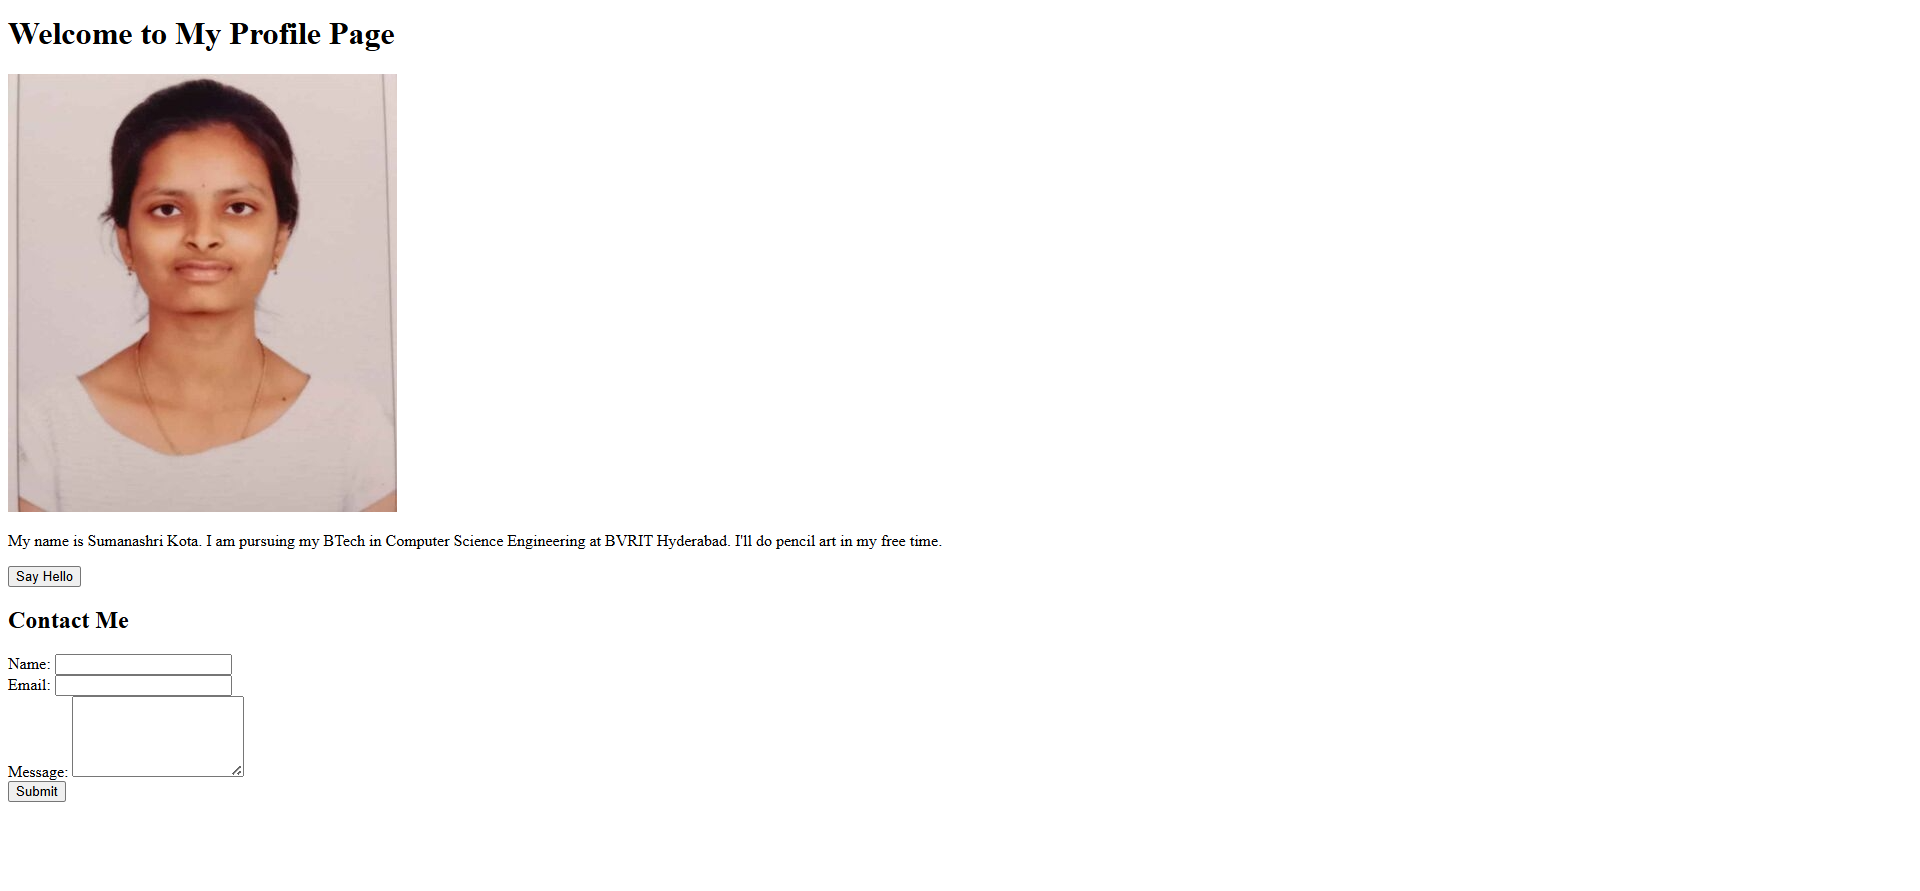 Welcome to My Profile Page
My name is Sumanashri Kota. I am pursuing my BTech in Computer Science Engineering at BVRIT Hyderabad. I'll do pencil art in my free time.
Say Hello
Contact Me
Name:
Email:
Message:
Submit